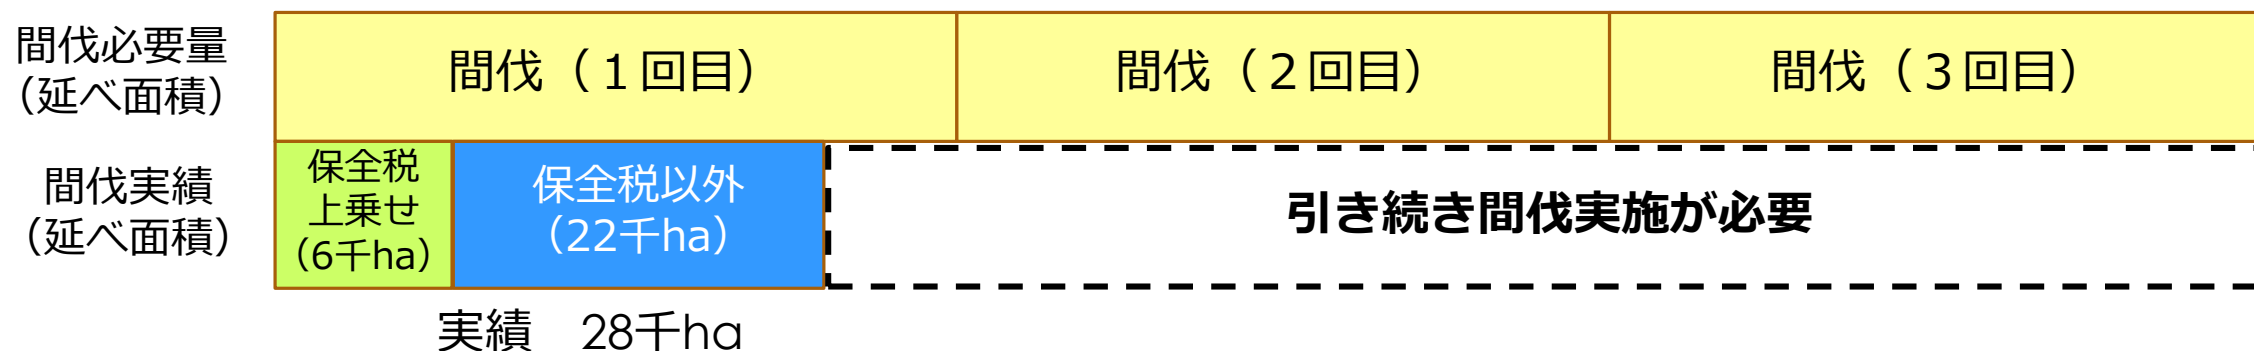 間伐必要量
（延べ面積）
間伐（１回目）
間伐（２回目）
間伐（３回目）
間伐実績
（延べ面積）
保全税
上乗せ
（6千ha）
保全税以外
（22千ha）
引き続き間伐実施が必要
実績　28千ha